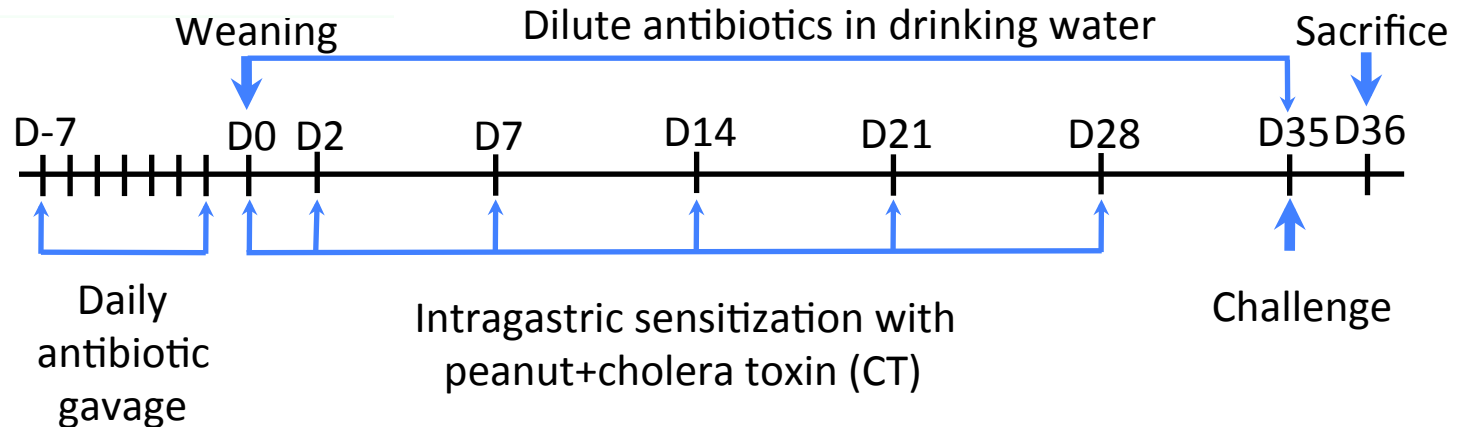 Weaning
Dilute antibiotics in drinking water
Sacrifice
D-7
D0
D2
D7
D14
D21
D28
D35
D36
Daily
antibiotic
gavage
Intragastric sensitization with
peanut+cholera toxin (CT)
Challenge